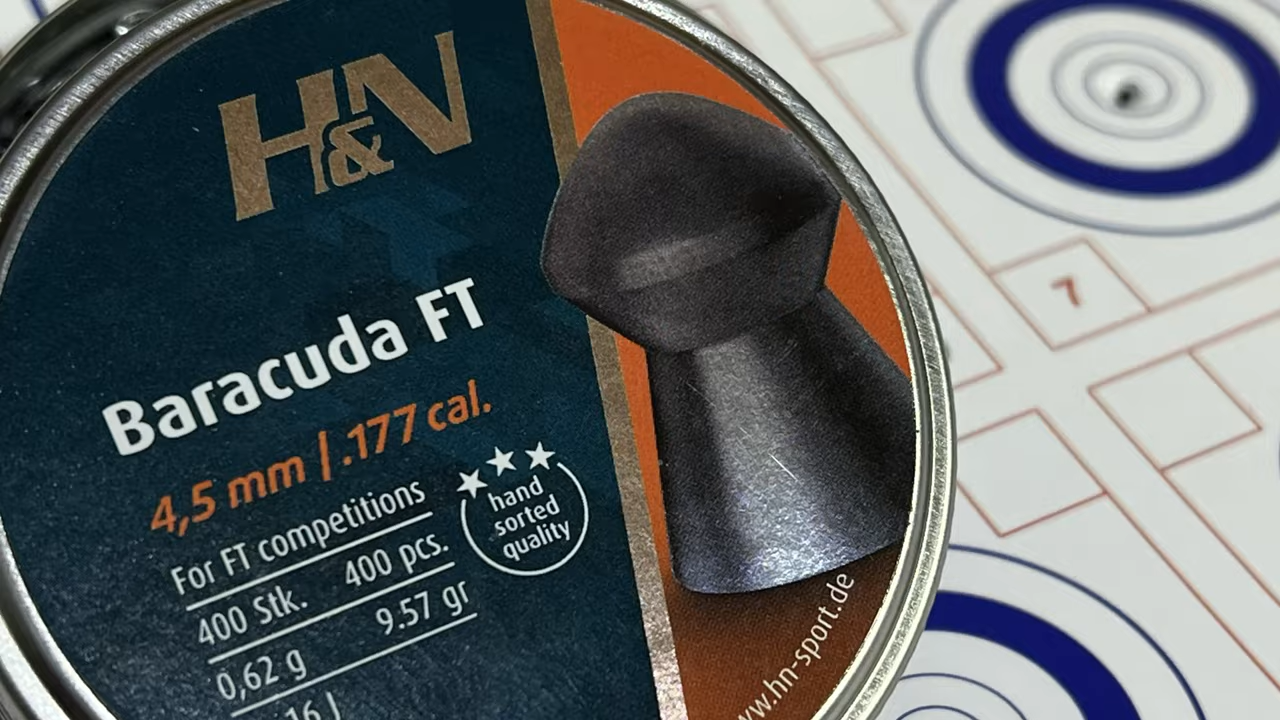 H&N
Baracuda FT
4,5 mm | .177 cal.
For FT competitions
400 Stk. 400 pcs.
0,62 g 9.57 gr
16 J
hand
sorted
quality
www.hn-sport.de
7